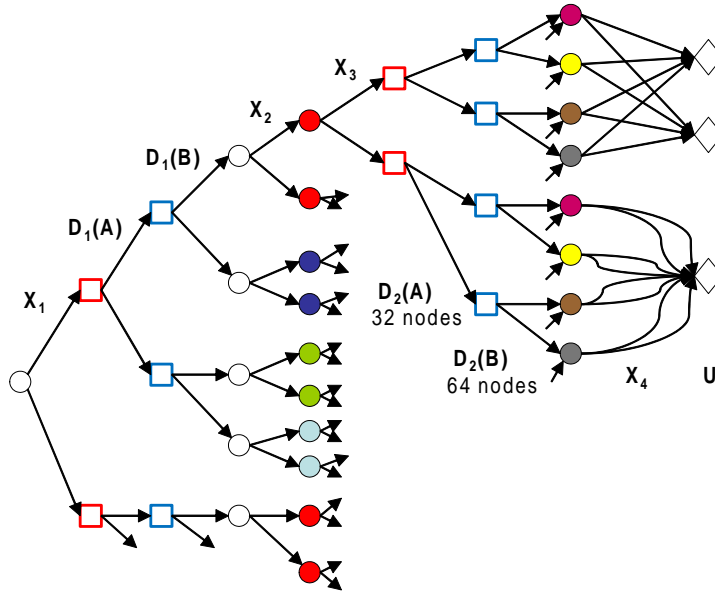 X₃
X₂
D₁(B)
D₁(A)
X₁
D₂(A)
32 nodes
D₂(B)
64 nodes
X₄
U